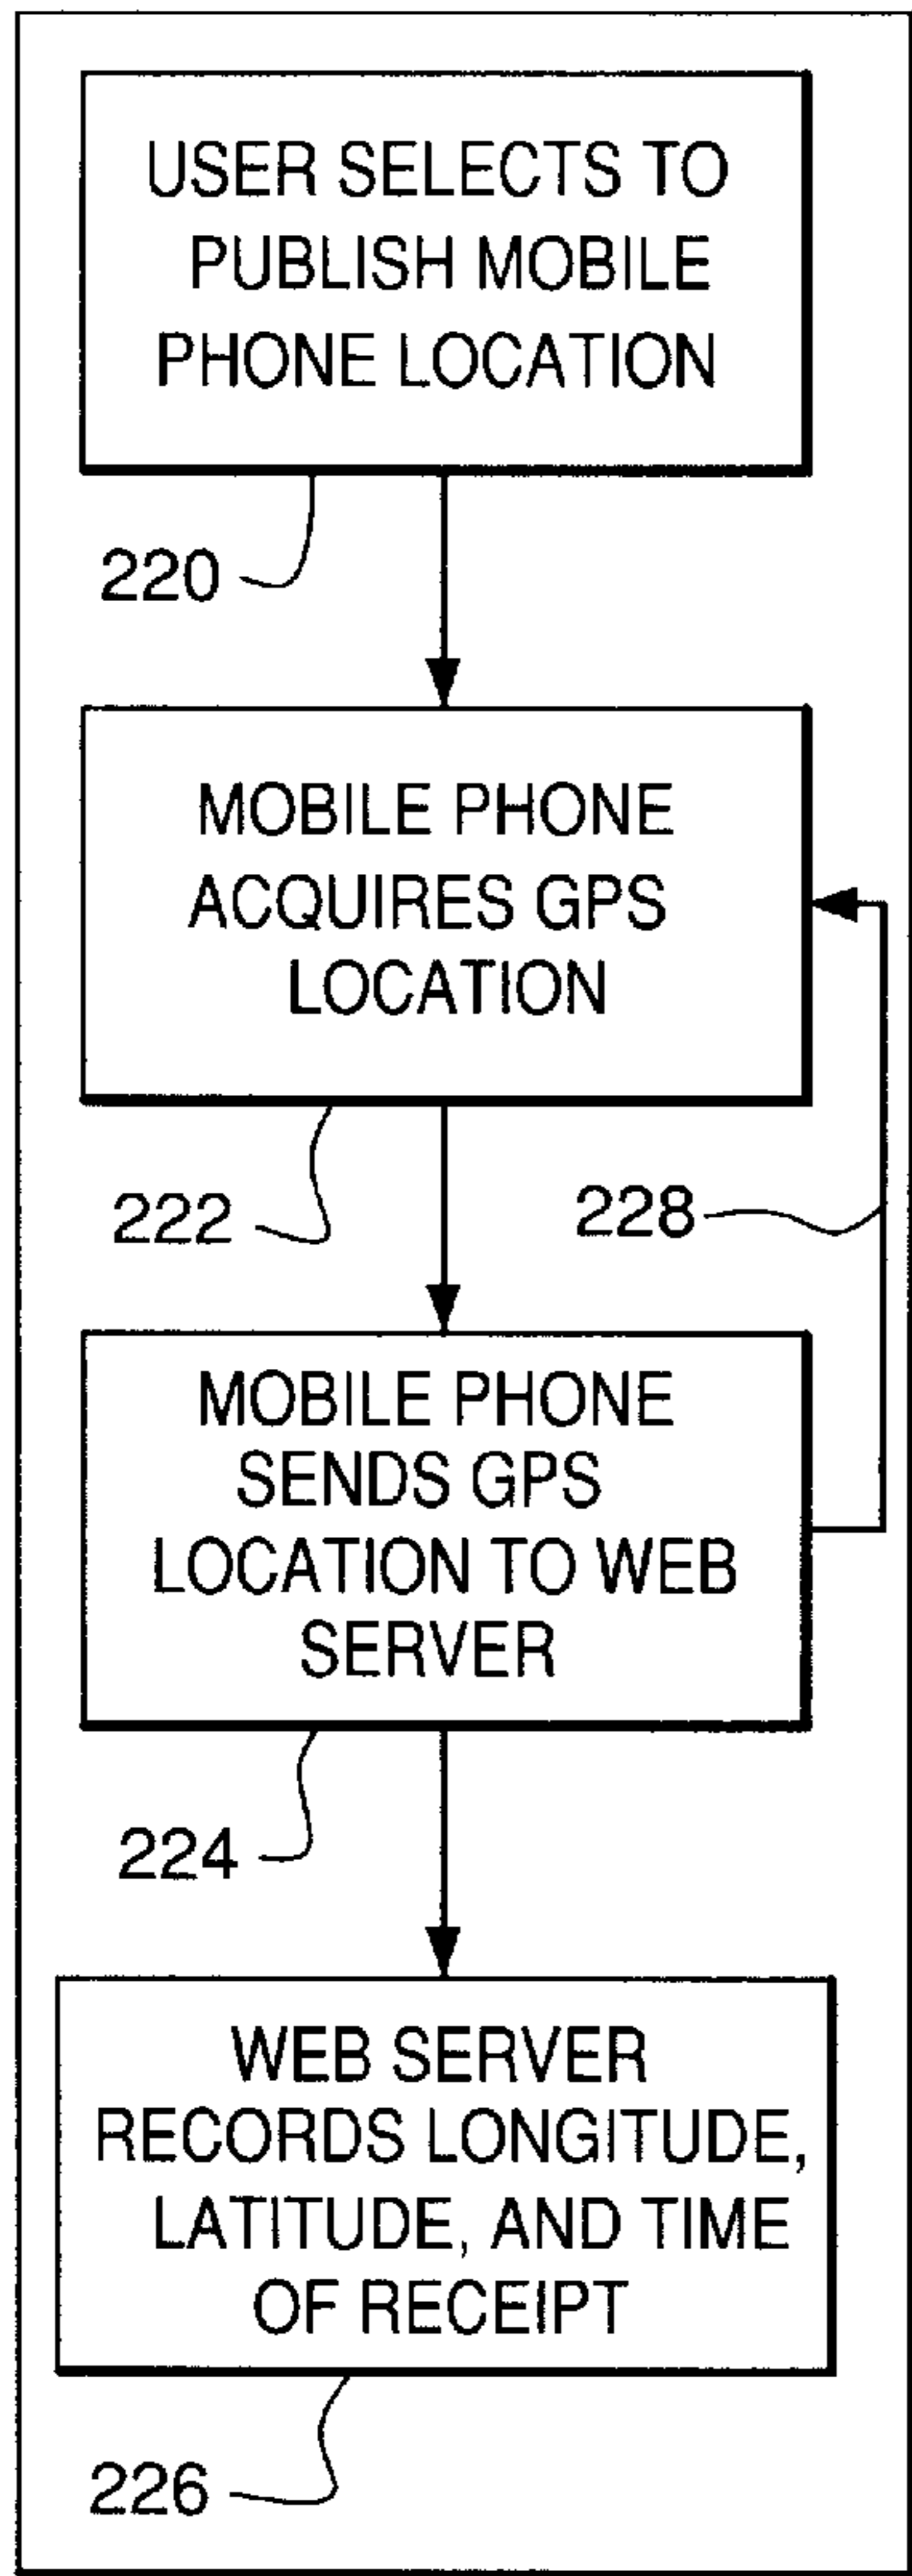 USER SELECTS TO
PUBLISH MOBILE
PHONE LOCATION
220
MOBILE PHONE
ACQUIRES GPS
LOCATION
222
228
MOBILE PHONE
SENDS GPS
LOCATION TO WEB
SERVER
224
WEB SERVER
RECORDS LONGITUDE,
LATITUDE, AND TIME
OF RECEIPT
226